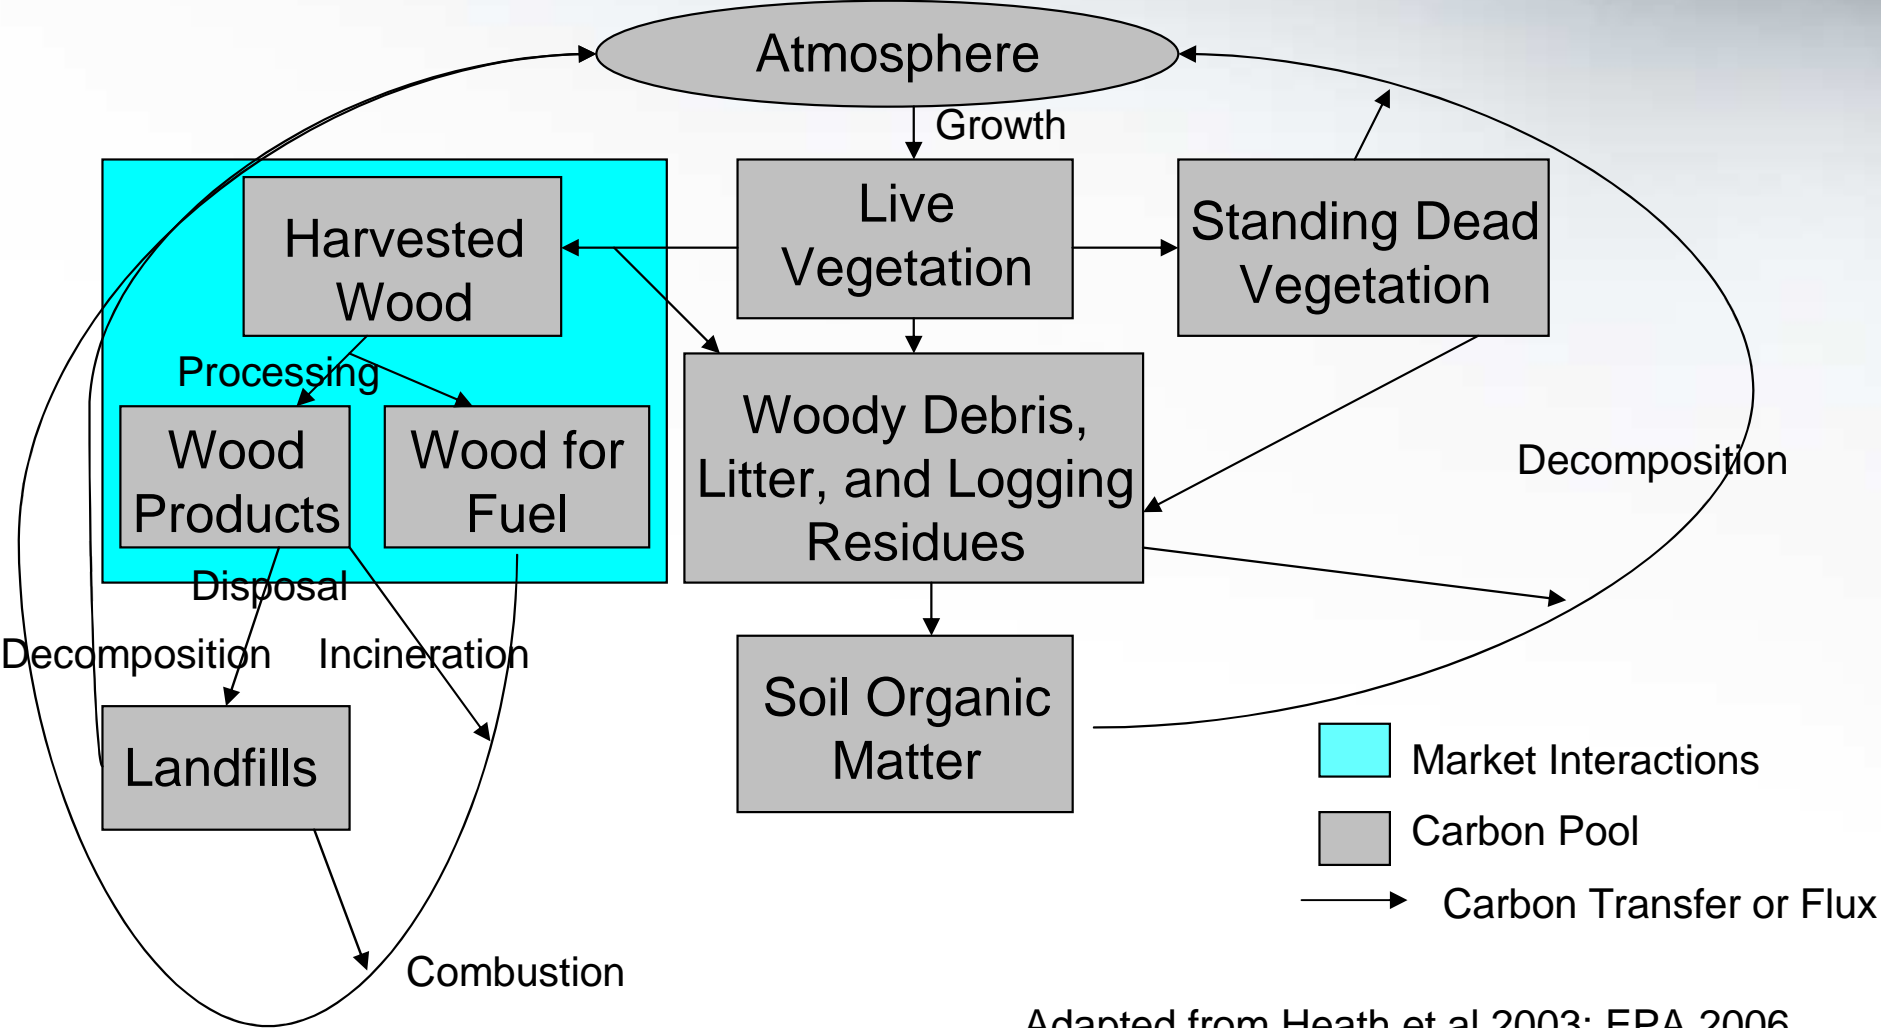 Atmosphere
Growth
Harvested
Wood
Live
Vegetation
Standing Dead
Vegetation
Processing
Wood
Products
Wood for
Fuel
Woody Debris,
Litter, and Logging
Residues
Decomposition
Disposal
Decomposition
Incineration
Landfills
Soil Organic
Matter
Combustion
Market Interactions
Carbon Pool
Carbon Transfer or Flux
Adapted from Heath et al 2003; EPA 2006